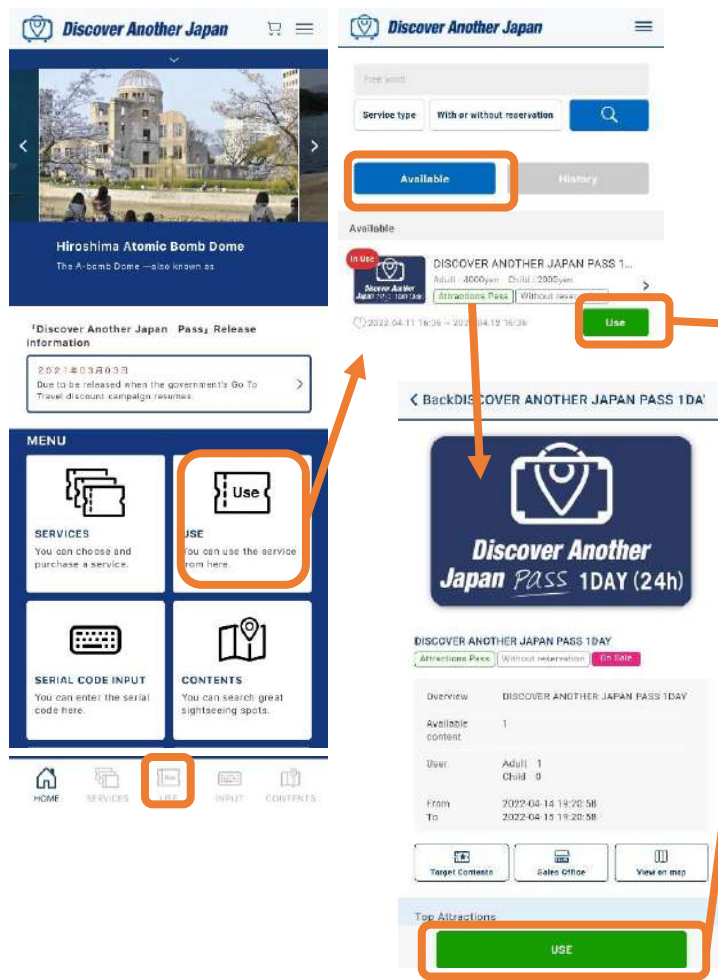 Discover Another Japan
Hiroshima Atomic Bomb Dome
The A-bomb Dome —also known as
「Discover Another Japan Pass」 Release
information
2021年03月03日
Due to be released when the government's Go To
Travel discount campaign resumes.
MENU
Use
SERVICES
You can choose and
purchase a service.
USE
You can use the service
from here.
SERIAL CODE INPUT
You can enter the serial
code here.
CONTENTS
You can search great
sightseeing spots.
HOME
SERVICES
USE
INPUT
CONTENTS
Discover Another Japan
Free word
Service type
With or without reservation
Available
History
Available
In Use
DISCOVER ANOTHER JAPAN PASS 1...
Adult : 4000yen Child : 2000yen
Attractions Pass
Without
2022.04.11 16:36 ~
Use
Back
DISCOVER ANOTHER JAPAN PASS 1DA
Discover Another
Japan PASS 1DAY (24h)
DISCOVER ANOTHER JAPAN PASS 1DAY
Attractions Pass
Without reservation
On Sale
Overview DISCOVER ANOTHER JAPAN PASS 1DAY
Available 1
content
User Adult 1
Child 0
From 2022-04-14 19:20:58
To 2022-04-15 19:20:58
Target Contents
Sales Office
View on map
Top Attractions
USE